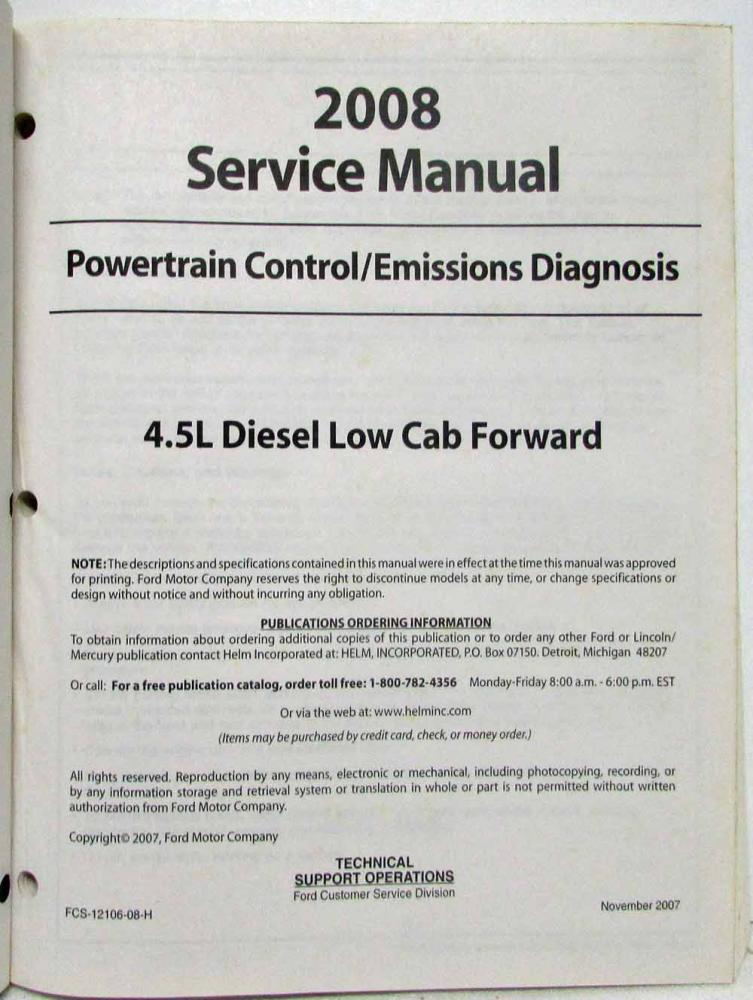 2008
Service Manual
Powertrain Control/Emissions Diagnosis
4.5L Diesel Low Cab Forward
NOTE: The descriptions and specifications contained in this manual were in effect at the time this manual was approved
for printing. Ford Motor Company reserves the right to discontinue models at any time, or change specifications or
design without notice and without incurring any obligation.
PUBLICATIONS ORDERING INFORMATION
To obtain information about ordering additional copies of this publication or to order any other Ford or Lincoln/
Mercury publication contact Helm Incorporated at: HELM, INCORPORATED, P.O. Box 07150. Detroit, Michigan 48207
Or call: For a free publication catalog, order toll free: 1-800-782-4356 Monday-Friday 8:00 a.m. - 6:00 p.m. EST
Or via the web at: www.helminc.com
(Items may be purchased by credit card, check, or money order.)
All rights reserved. Reproduction by any means, electronic or mechanical, including photocopying, recording, or
by any information storage and retrieval system or translation in whole or part is not permitted without written
authorization from Ford Motor Company.
Copyright© 2007, Ford Motor Company
TECHNICAL
SUPPORT OPERATIONS
Ford Customer Service Division
FCS-12106-08-H
November 2007